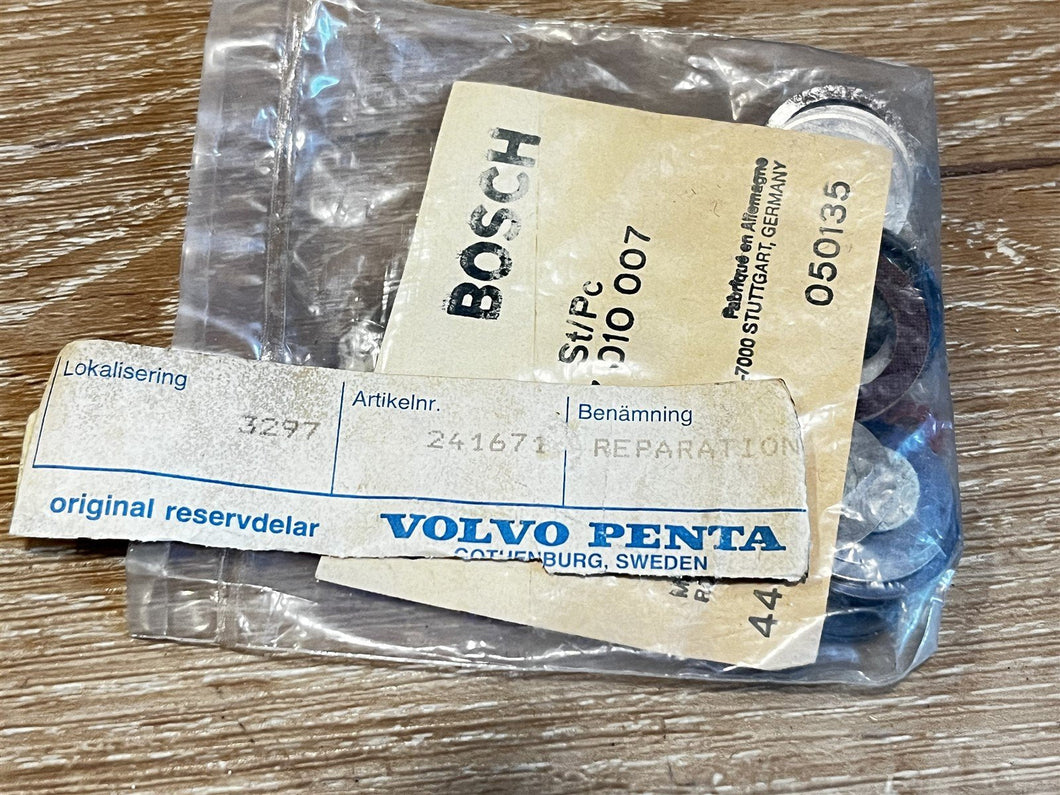 BOSCH
St/Pc
010 007
Fabriqué en Allemagne
-7000 STUTTGART, GERMANY
050135
44
Lokalisering
3297
Artikelnr.
241671
Benämning
REPARATION
original reservdelar
VOLVO PENTA
GOTHENBURG, SWEDEN